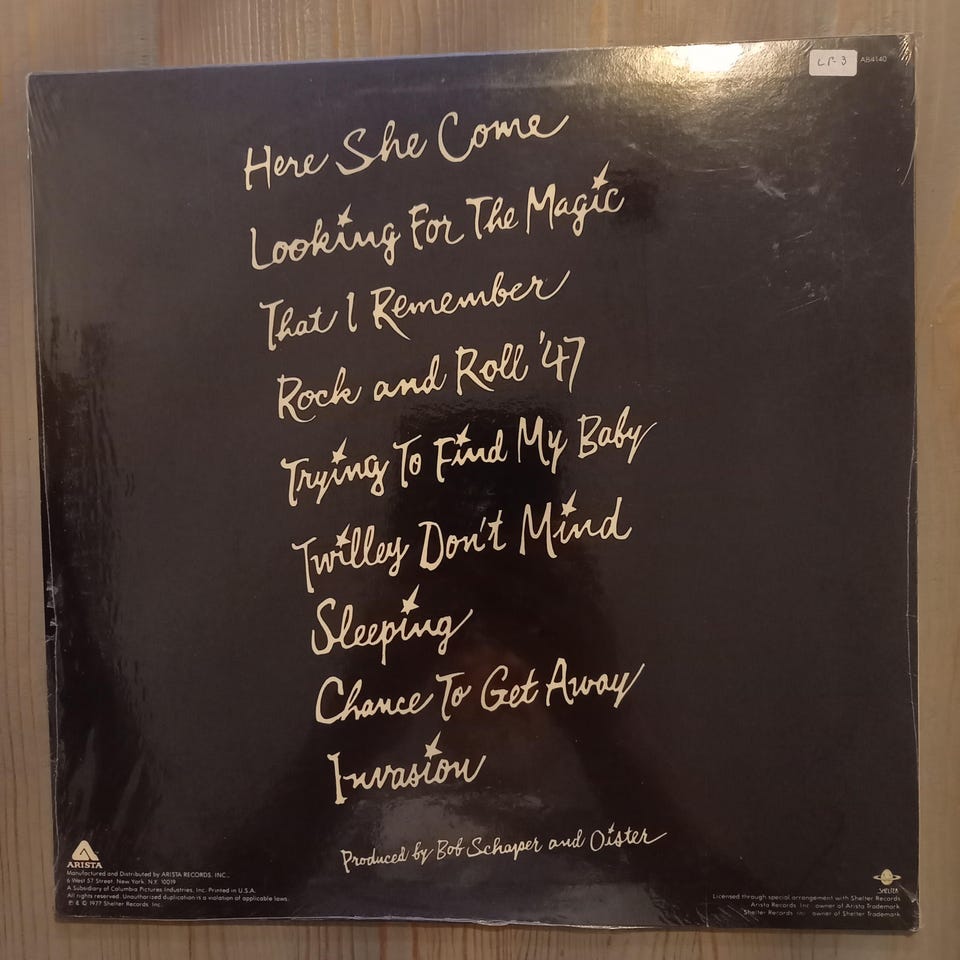 LP-3
AB4140
Here She Come
Looking For The Magic
That I Remember
Rock and Roll '47
Trying To Find My Baby
Twilley Don't Mind
Sleeping
Chance To Get Away
Invasion
Produced by Bob Schaper and Oister
ARISTA
Manufactured and Distributed by ARISTA RECORDS, INC.,
6 West 57 Street, New York, N.Y. 10019
A Subsidiary of Columbia Pictures Industries, Inc. Printed in U.S.A.
All rights reserved. Unauthorized duplication is a violation of applicable laws.
℗ & © 1977 Shelter Records Inc.
SHELTER
Licensed through special arrangement with Shelter Records
Arista Records Inc. owner of Arista Trademark
Shelter Records Inc. owner of Shelter Trademark